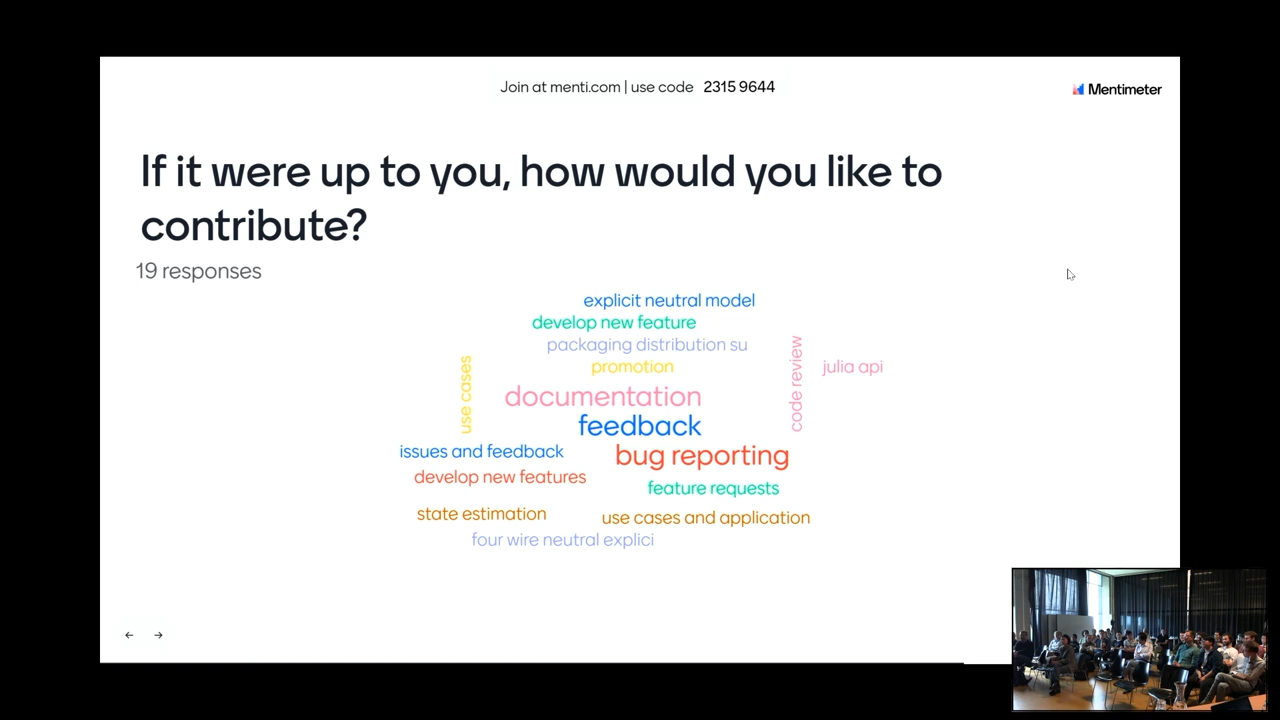 Join at menti.com | use code 2315 9644
Mentimeter
If it were up to you, how would you like to
contribute?
19 responses
explicit neutral model
develop new feature
packaging distribution su
promotion
use cases
code review
julia api
documentation
feedback
issues and feedback
bug reporting
develop new features
feature requests
state estimation
use cases and application
four wire neutral explici